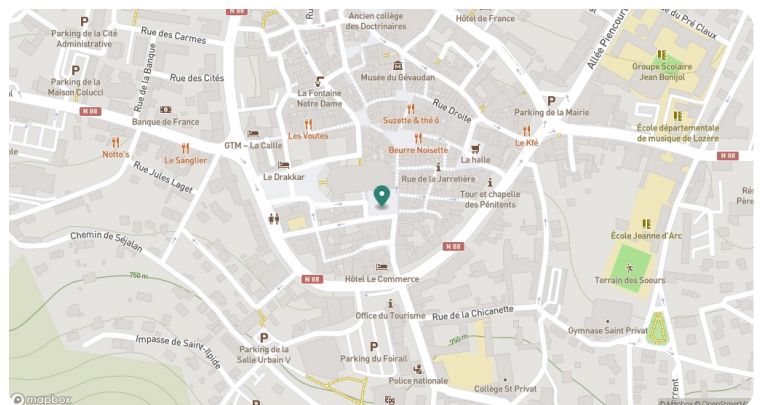 Ancien collège
des Doctrinaires
Hôtel de France
Rue du Pré Claux
Parking de la Cité
Administrative
Rue des Carmes
Allée Piencourt
Groupe Scolaire
Jean Bonijol
Parking de la
Maison Colucci
Rue de la Banque
Rue des Cités
Musée du Gévaudan
La Fontaine
Notre Dame
Rue Droite
Parking de la Mairie
N 88
Banque de France
Suzette & thé ô
École départementale
de musique de Lozère
GTM – La Caille
Les Voutes
Beurre Noisette
Le Klé
La halle
N 88
Notto's
Le Sanglier
Rue Jules Laget
Le Drakkar
Rue de la Jarretière
Tour et chapelle
des Pénitents
Chemin de Séjalan
N 88
École Jeanne d'Arc
750 m
N 88
Hôtel Le Commerce
Terrain des Soeurs
Office du Tourisme
Rue de la Chicanette
Gymnase Saint Privat
Impasse de Saint-Ilpide
Parking de la
Salle Urbain V
Parking du Foirail
750 m
Police nationale
Collège St Privat
mapbox
© Mapbox © OpenStreetM